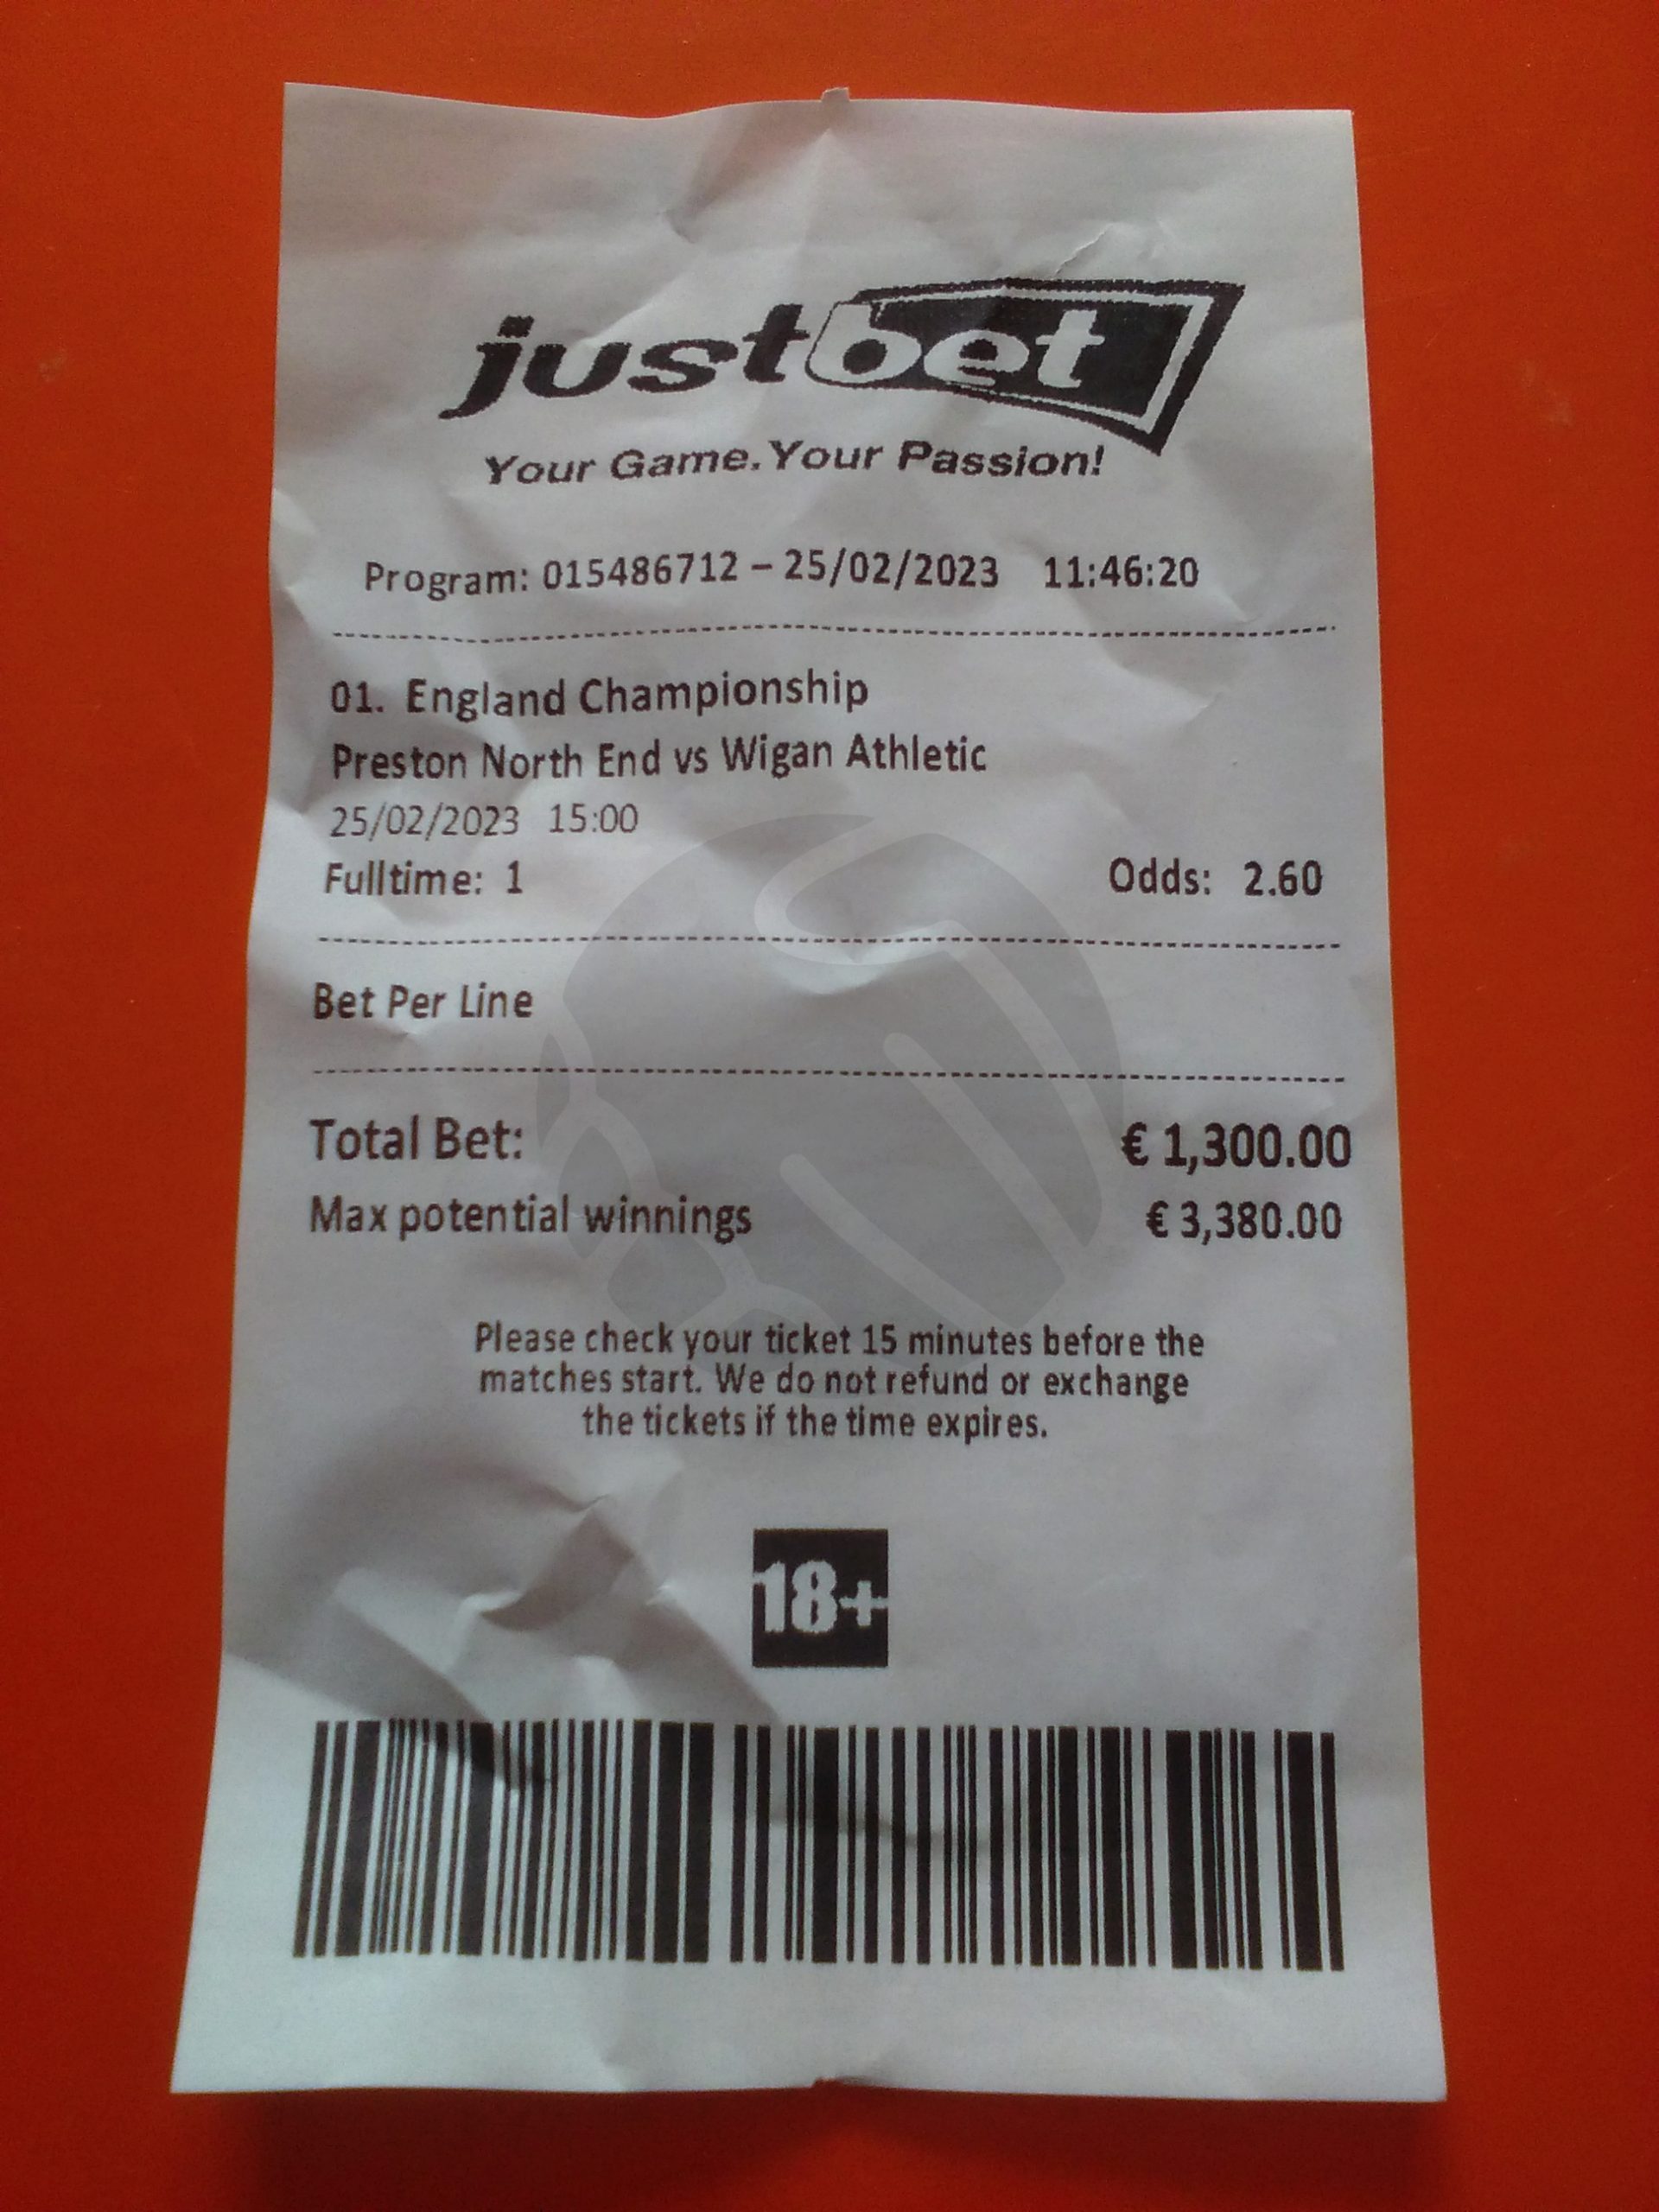 justbet
Your Game. Your Passion!
Program: 015486712 – 25/02/2023 11:46:20
01. England Championship
Preston North End vs Wigan Athletic
25/02/2023 15:00
Fulltime: 1 Odds: 2.60
Bet Per Line
Total Bet: € 1,300.00
Max potential winnings € 3,380.00
Please check your ticket 15 minutes before the
matches start. We do not refund or exchange
the tickets if the time expires.
18+